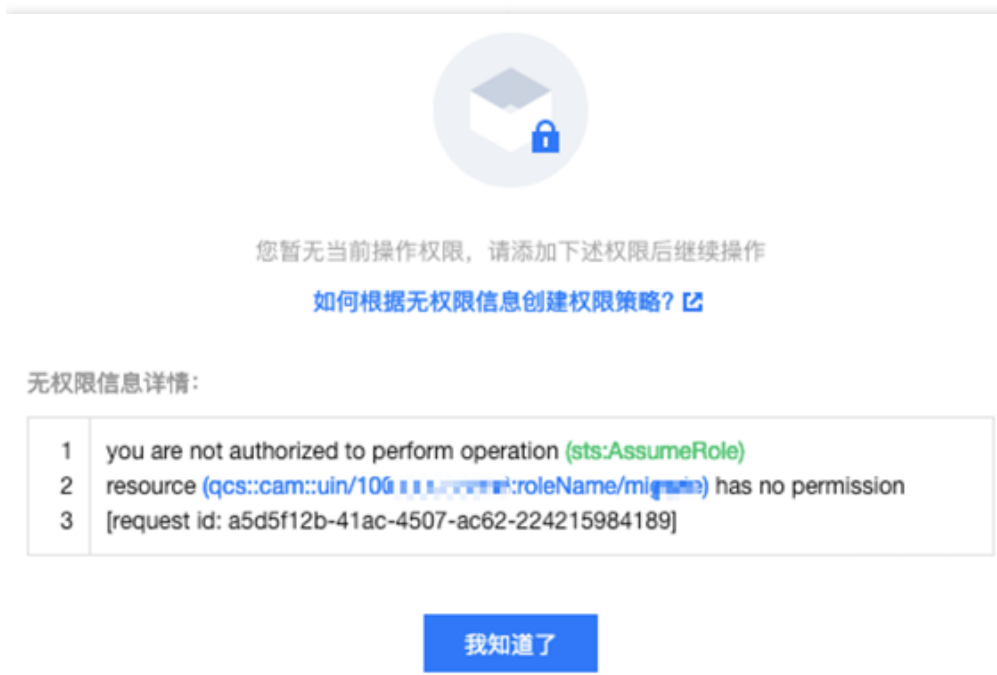 您暂无当前操作权限，请添加下述权限后继续操作
如何根据无权限信息创建权限策略?
无权限信息详情:
1 you are not authorized to perform operation (sts:AssumeRole)
2 resource (qcs::cam::uin/100 :roleName/mi ) has no permission
3 [request id: a5d5f12b-41ac-4507-ac62-224215984189]
我知道了